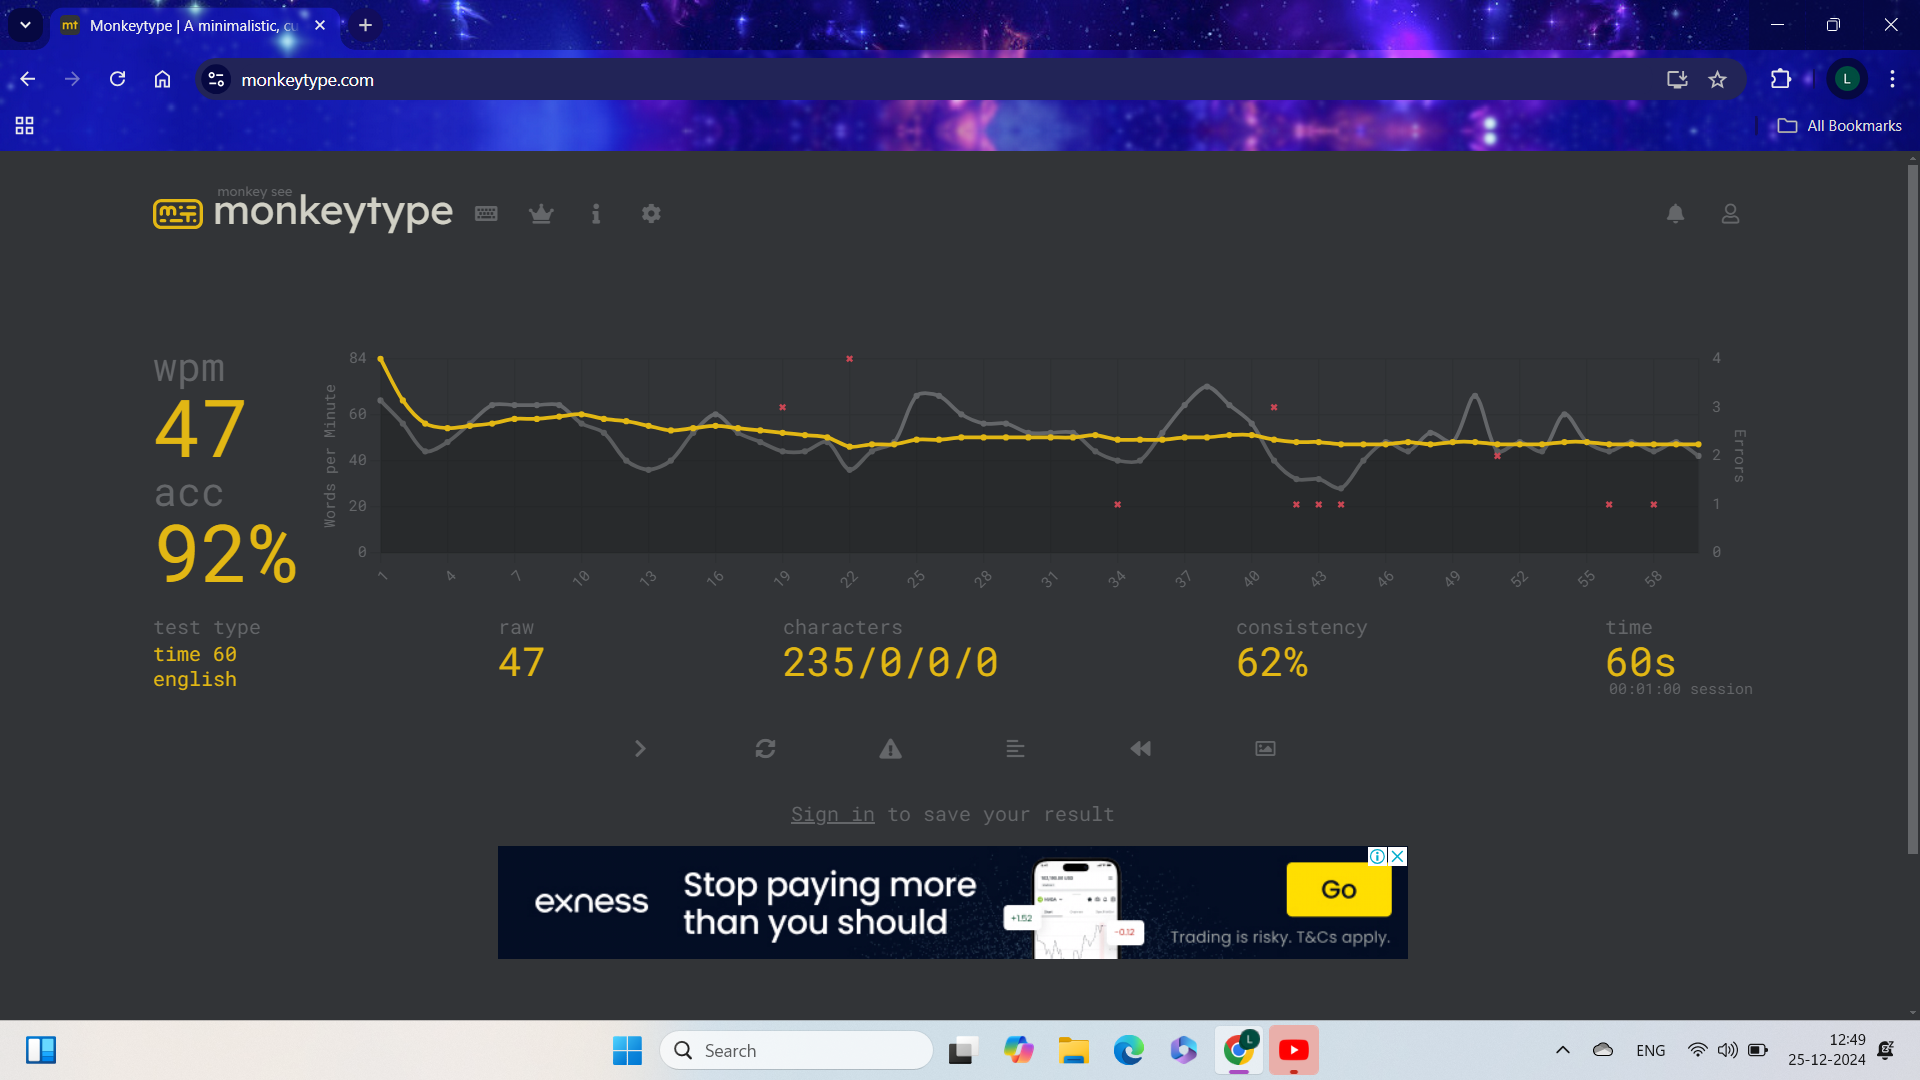 mt Monkeytype | A minimalistic, cu
monkeytype.com
L
All Bookmarks
monkey see
monkeytype
wpm
47
acc
92%
Words per Minute
84
60
40
20
0
4
3
2
1
0
Errors
1 4 7 10 13 16 19 22 25 28 31 34 37 40 43 46 49 52 55 58
test type
time 60
english
raw
47
characters
235/0/0/0
consistency
62%
time
60s
00:01:00 session
Sign in to save your result
exness
Stop paying more
than you should
+1.52
-0.12
Go
Trading is risky. T&Cs apply.
Search
L
ENG
12:49
25-12-2024